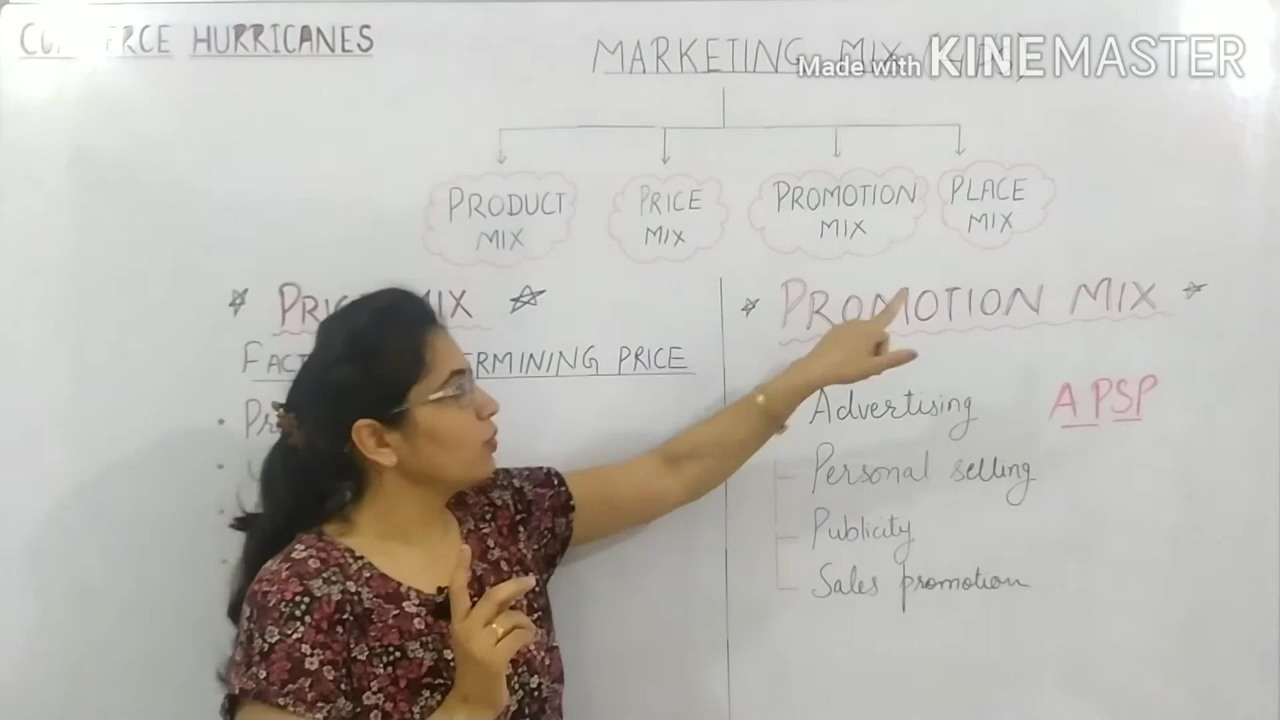 HURRICANES
MARKETING MIX
Made with KINEMASTER
PRODUCT
MIX
PRICE
MIX
PROMOTION
MIX
PLACE
MIX
MIX
PROMOTION MIX
PRICE
Advertising
APSP
Personal selling
Publicity
Sales promotion